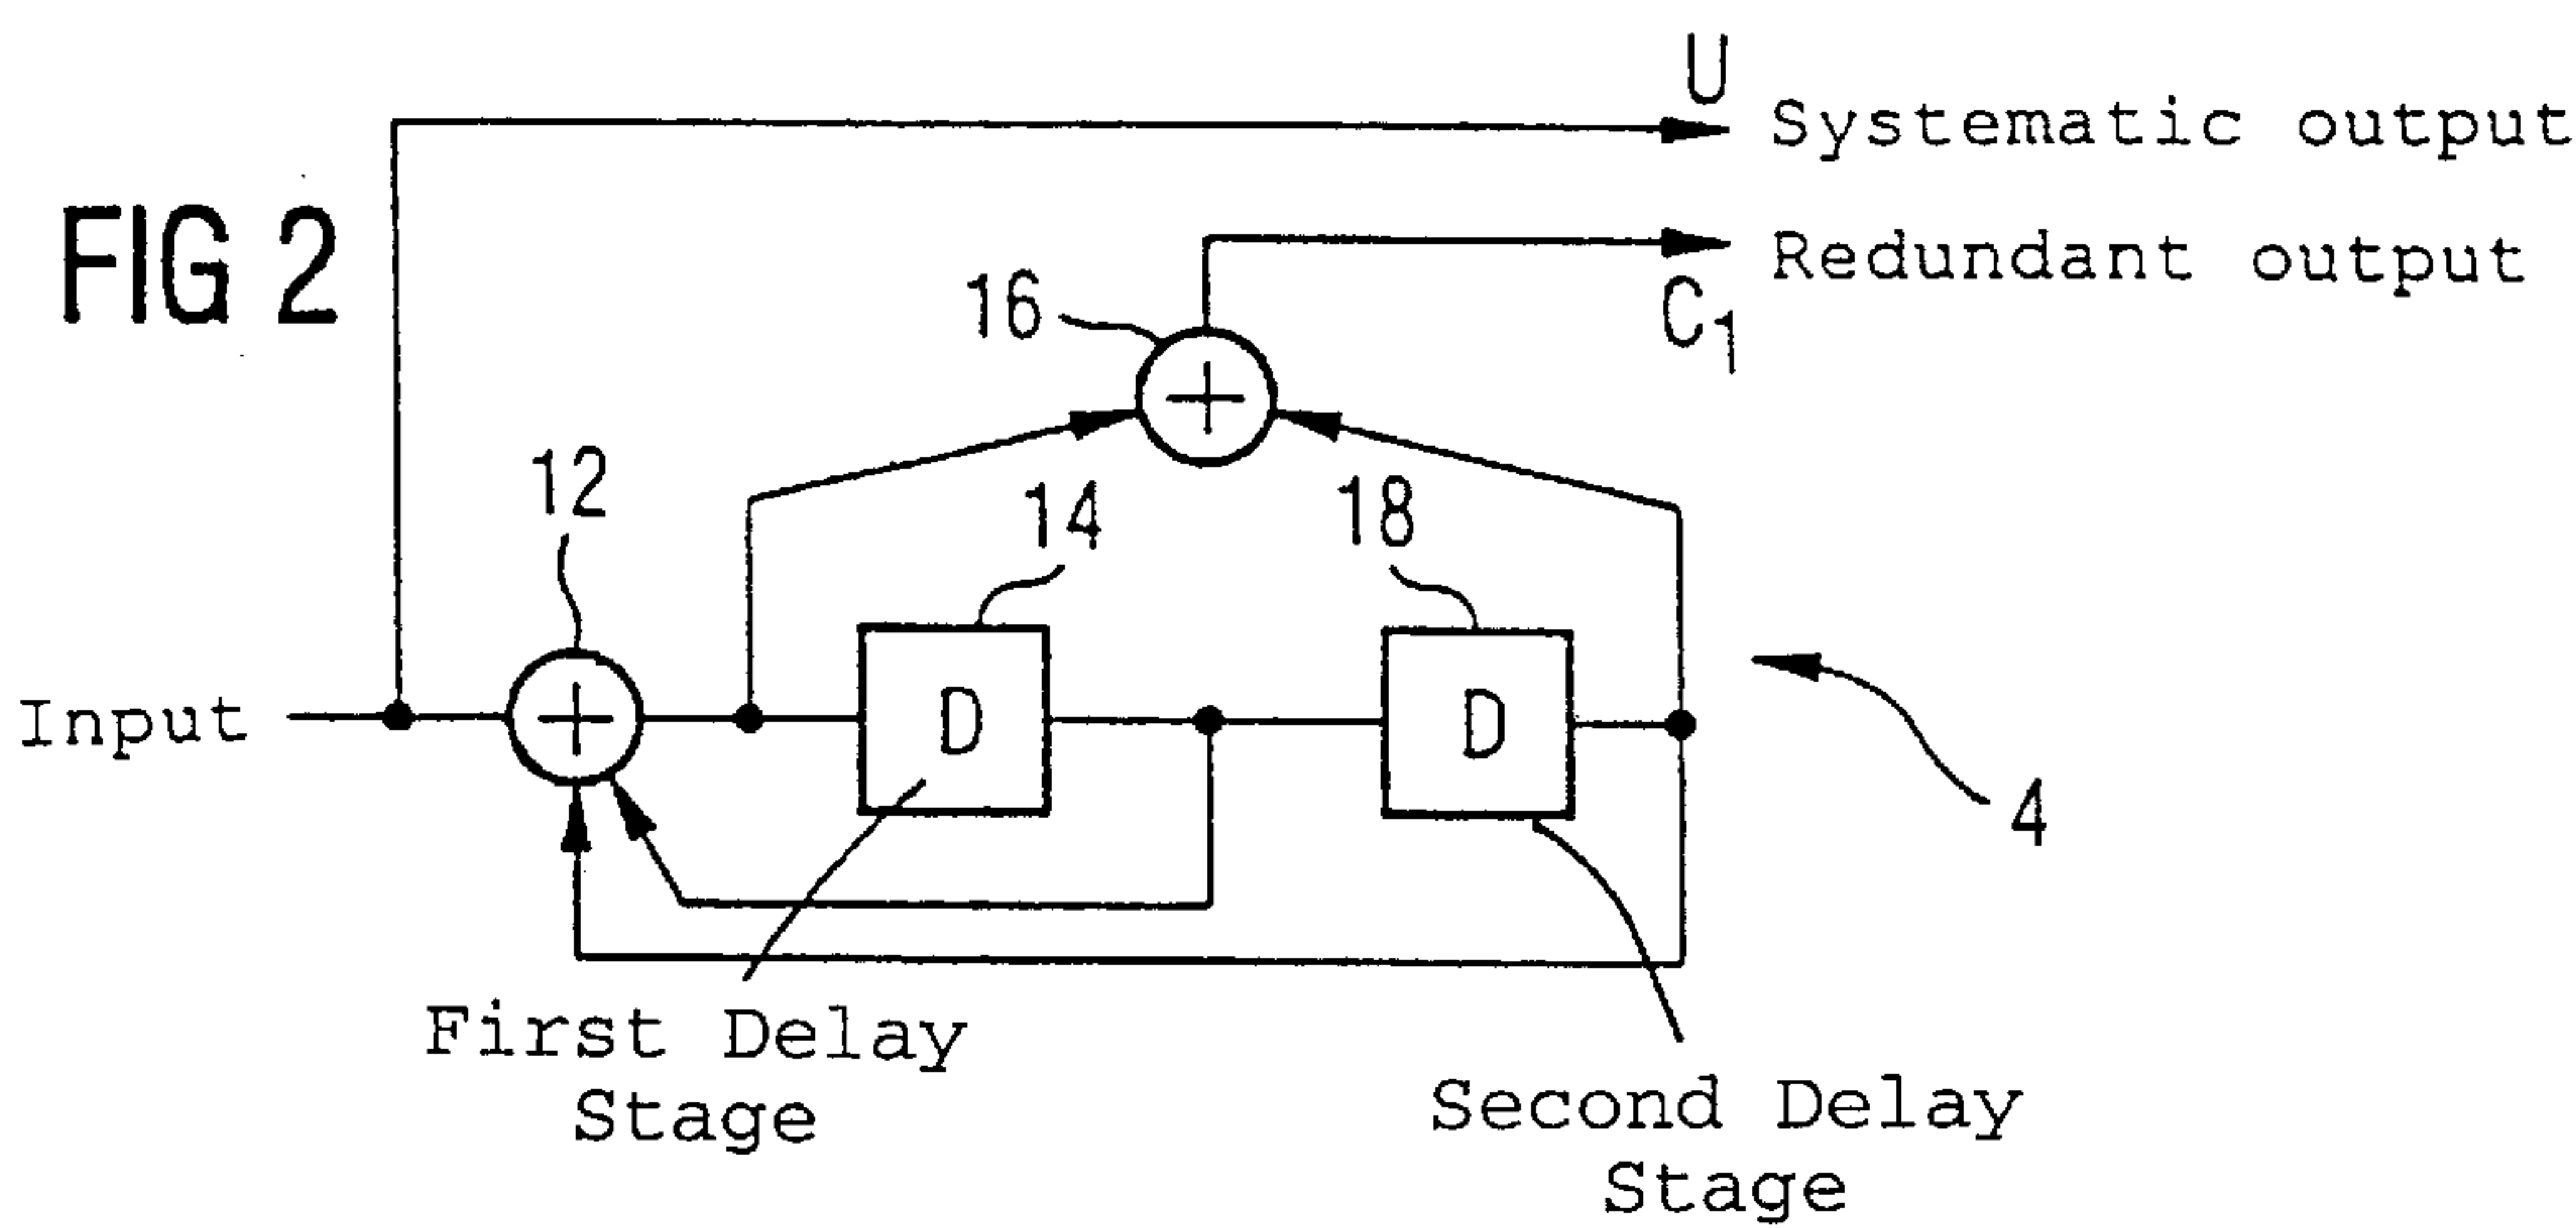 U
Systematic output
FIG 2
Redundant output
C1
16
12
14
18
Input
+
+
D
D
4
First Delay
Stage
Second Delay
Stage